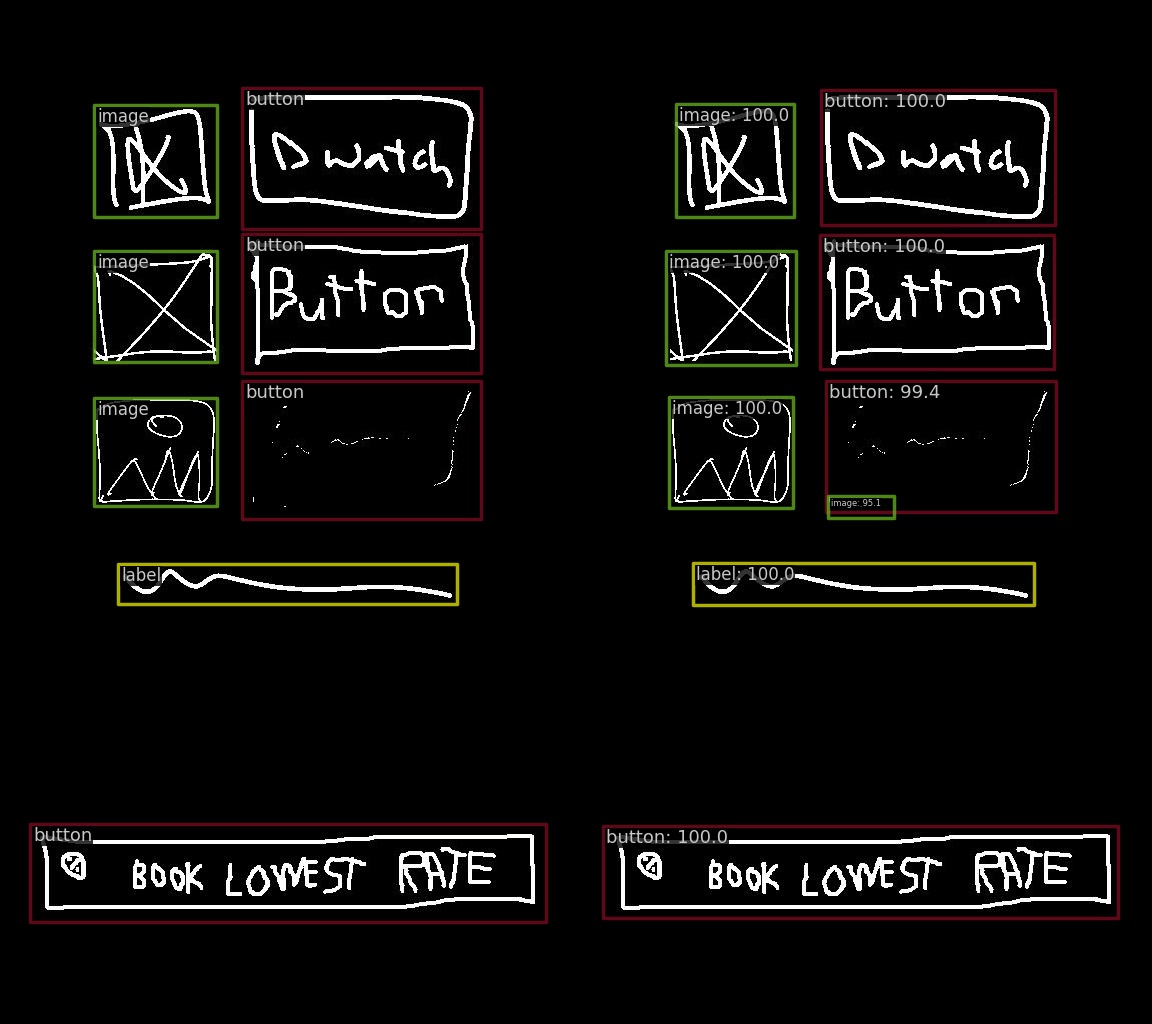 image
button
D watch
image: 100.0
button: 100.0
D watch
image
button
Button
image: 100.0
button: 100.0
Button
image
button
image: 100.0
button: 99.4
image: 95.1
label
label: 100.0
button
BOOK LOWEST RATE
button: 100.0
BOOK LOWEST RATE